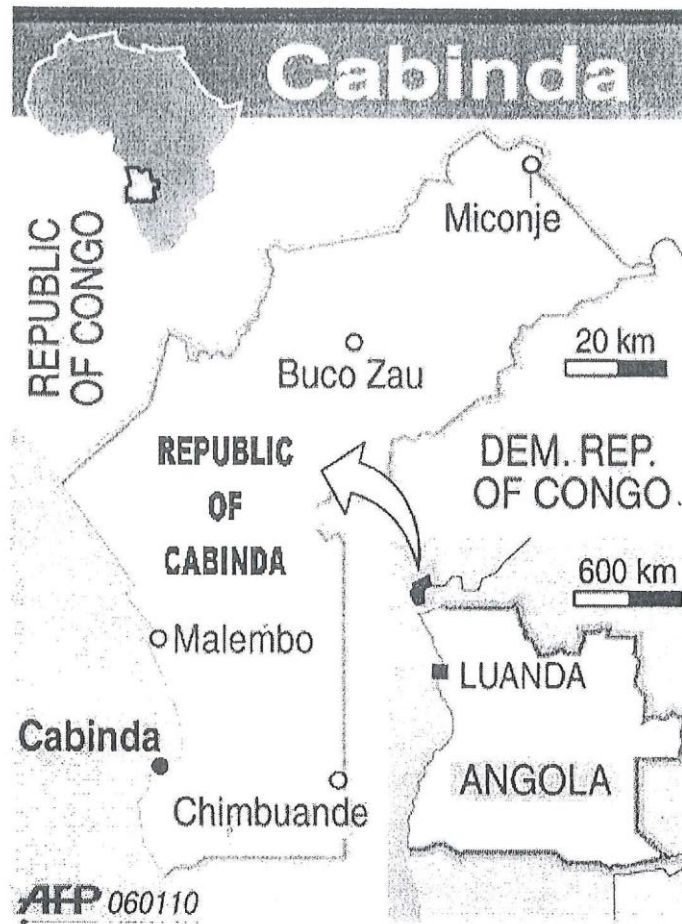 Cabinda
REPUBLIC
OF CONGO
Miconje
20 km
Buco Zau
REPUBLIC
OF
CABINDA
DEM. REP.
OF CONGO
600 km
Malembo
LUANDA
Cabinda
ANGOLA
Chimbuande
AFP 060110